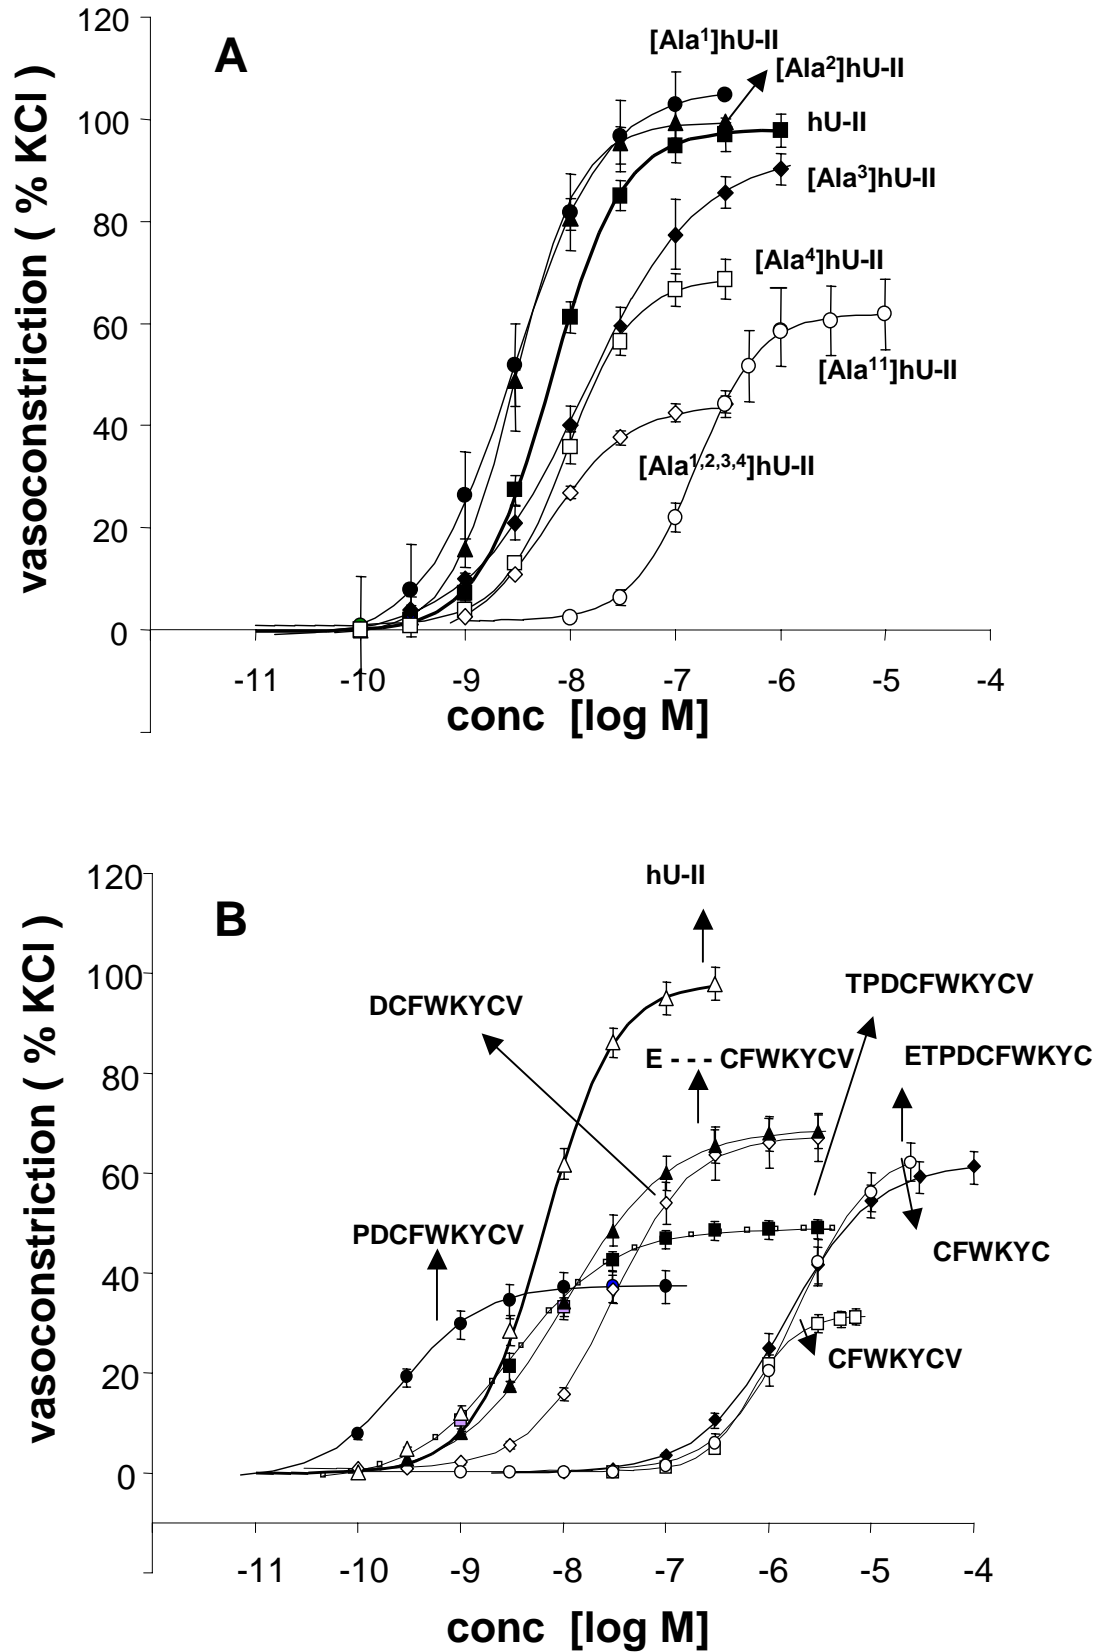 120
A
[Ala¹]hU-II
[Ala²]hU-II
100
hU-II
[Ala³]hU-II
80
[Ala⁴]hU-II
60
[Ala¹¹]hU-II
40
[Ala¹,²,³,⁴]hU-II
20
0
vasoconstriction ( % KCl )
-11 -10 -9 -8 -7 -6 -5 -4
conc [log M]
120
hU-II
B
100
TPDCFWKYCV
DCFWKYCV
E - - - CFWKYCV
ETPDCFWKYC
80
60
PDCFWKYCV
CFWKYC
40
CFWKYCV
20
0
vasoconstriction ( % KCl )
-11 -10 -9 -8 -7 -6 -5 -4
conc [log M]